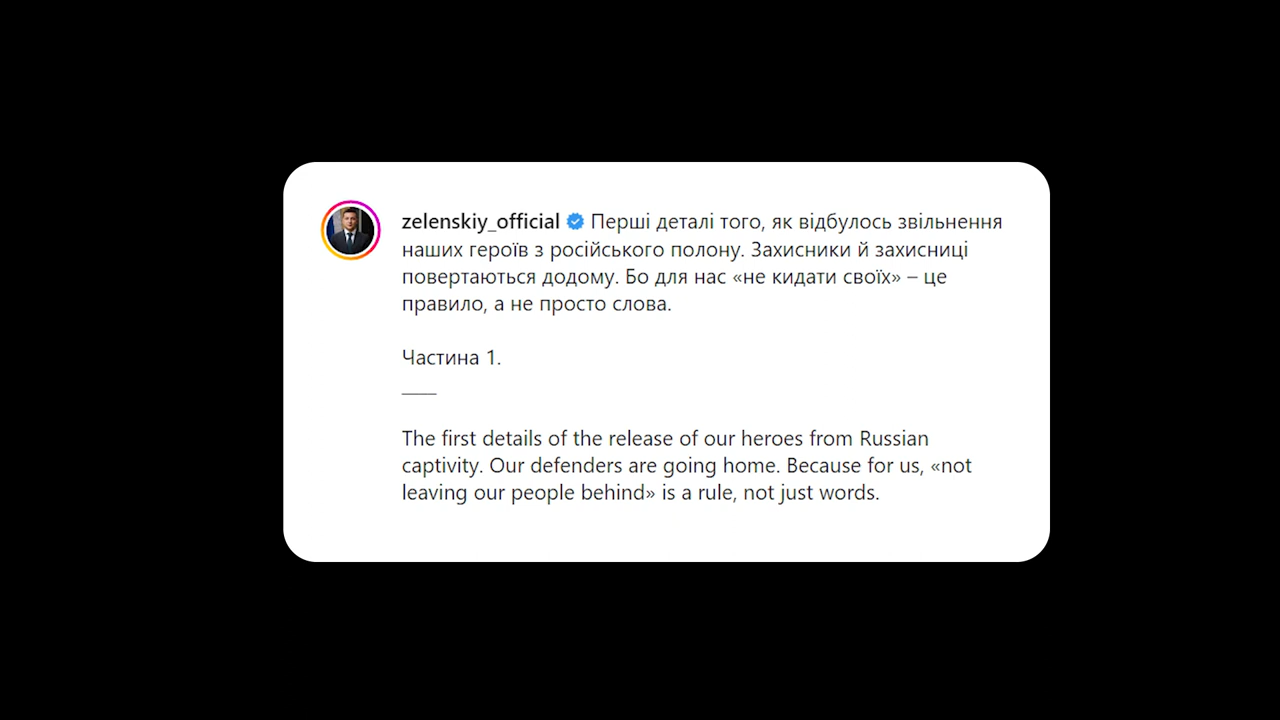 zelenskiy_official Перші деталі того, як відбулось звільнення
наших героїв з російського полону. Захисники й захисниці
повертаються додому. Бо для нас «не кидати своїх» – це
правило, а не просто слова.
Частина 1.
____
The first details of the release of our heroes from Russian
captivity. Our defenders are going home. Because for us, «not
leaving our people behind» is a rule, not just words.